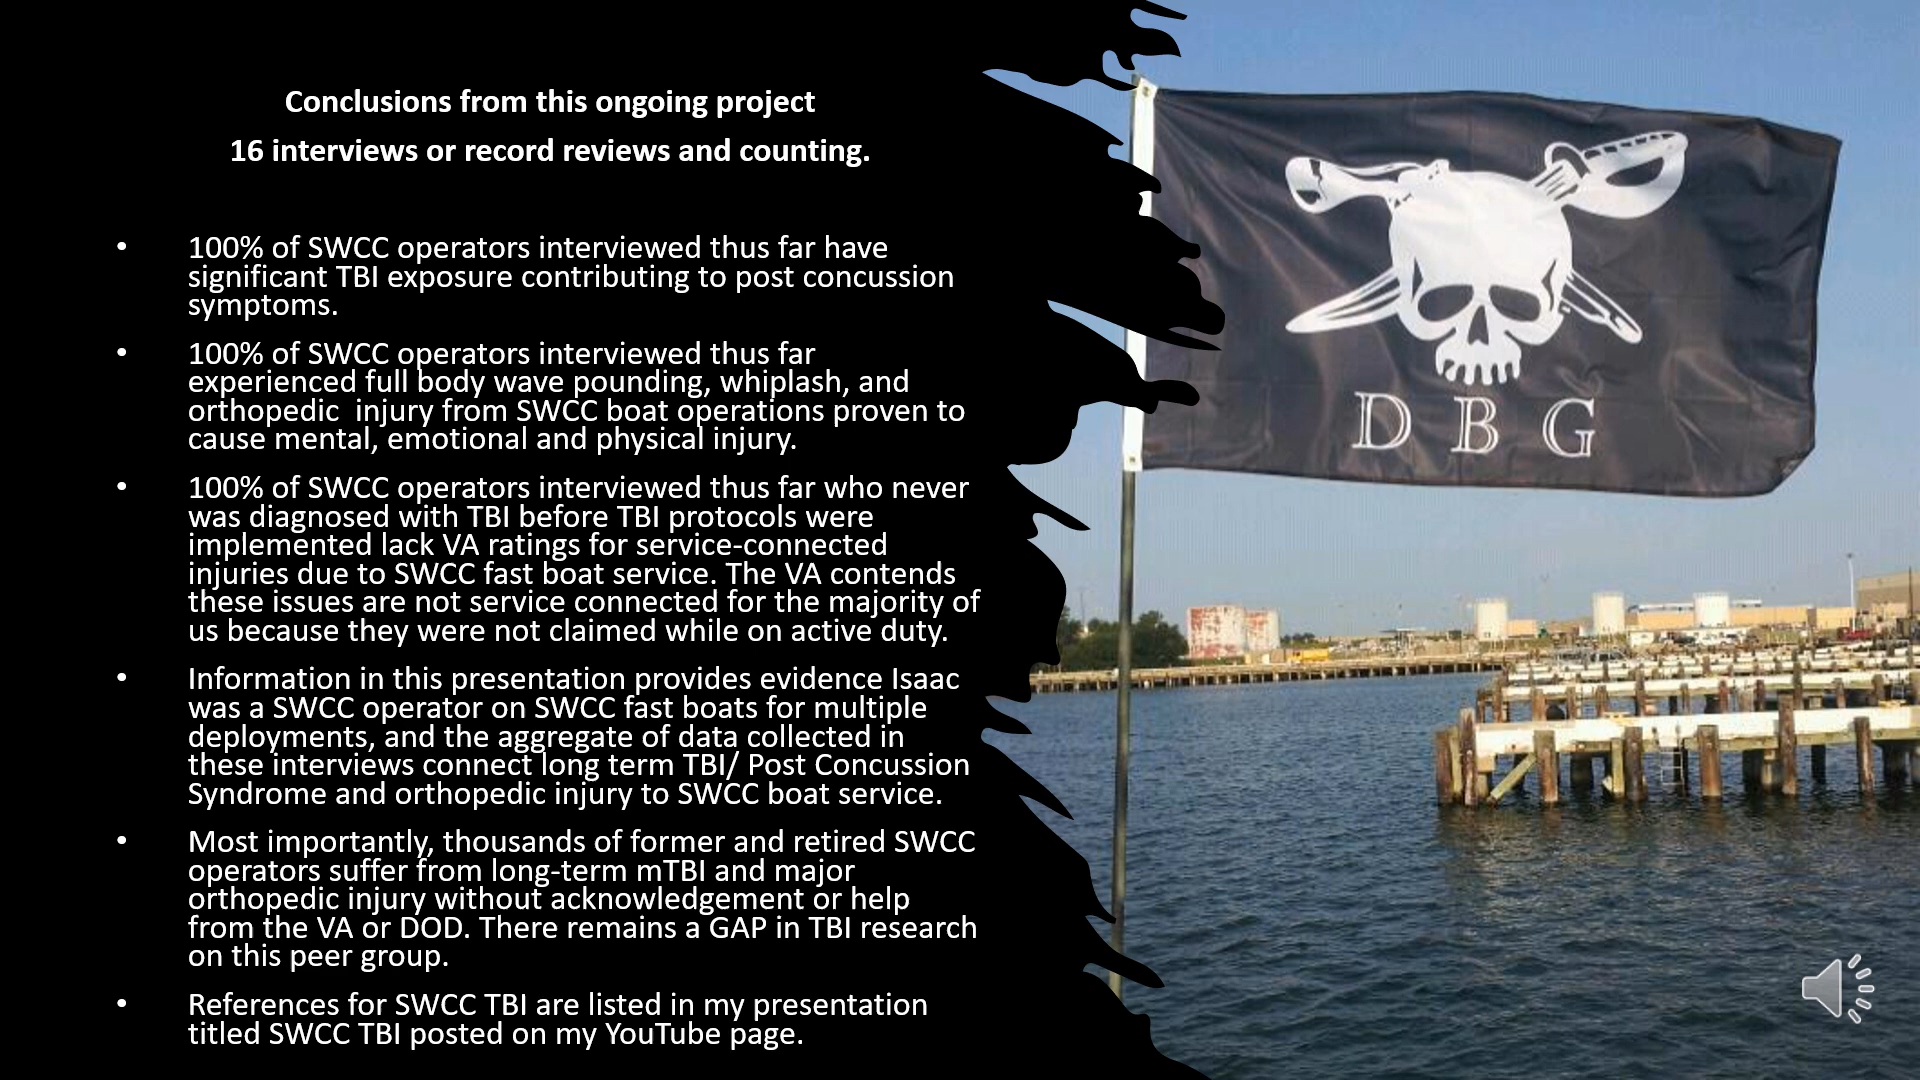 Conclusions from this ongoing project
16 interviews or record reviews and counting.
• 100% of SWCC operators interviewed thus far have
significant TBI exposure contributing to post concussion
symptoms.
• 100% of SWCC operators interviewed thus far
experienced full body wave pounding, whiplash, and
orthopedic  injury from SWCC boat operations proven to
cause mental, emotional and physical injury.
• 100% of SWCC operators interviewed thus far who never
was diagnosed with TBI before TBI protocols were
implemented lack VA ratings for service-connected
injuries due to SWCC fast boat service. The VA contends
these issues are not service connected for the majority of
us because they were not claimed while on active duty.
• Information in this presentation provides evidence Isaac
was a SWCC operator on SWCC fast boats for multiple
deployments, and the aggregate of data collected in
these interviews connect long term TBI/ Post Concussion
Syndrome and orthopedic injury to SWCC boat service.
• Most importantly, thousands of former and retired SWCC
operators suffer from long-term mTBI and major
orthopedic injury without acknowledgement or help
from the VA or DOD. There remains a GAP in TBI research
on this peer group.
• References for SWCC TBI are listed in my presentation
titled SWCC TBI posted on my YouTube page.
D B G